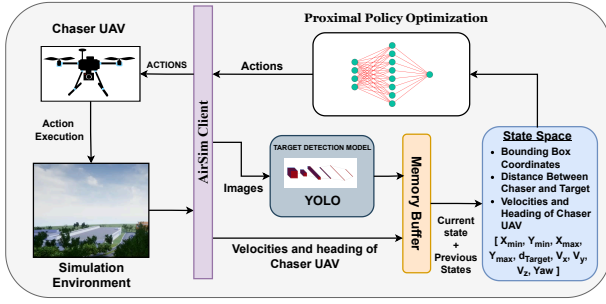 Proximal Policy Optimization
Chaser UAV
ACTIONS
Actions
Action
Execution
AirSim Client
TARGET DETECTION MODEL
YOLO
Images
Memory Buffer
State Space
• Bounding Box
Coordinates
• Distance Between
Chaser and Target
• Velocities and
Heading of Chaser
UAV
[ Xmin, Ymin, Xmax,
Ymax, dTarget, Vx, Vy,
Vz, Yaw ]
Current
state
+
Previous
States
Velocities and heading of
Chaser UAV
Simulation
Environment